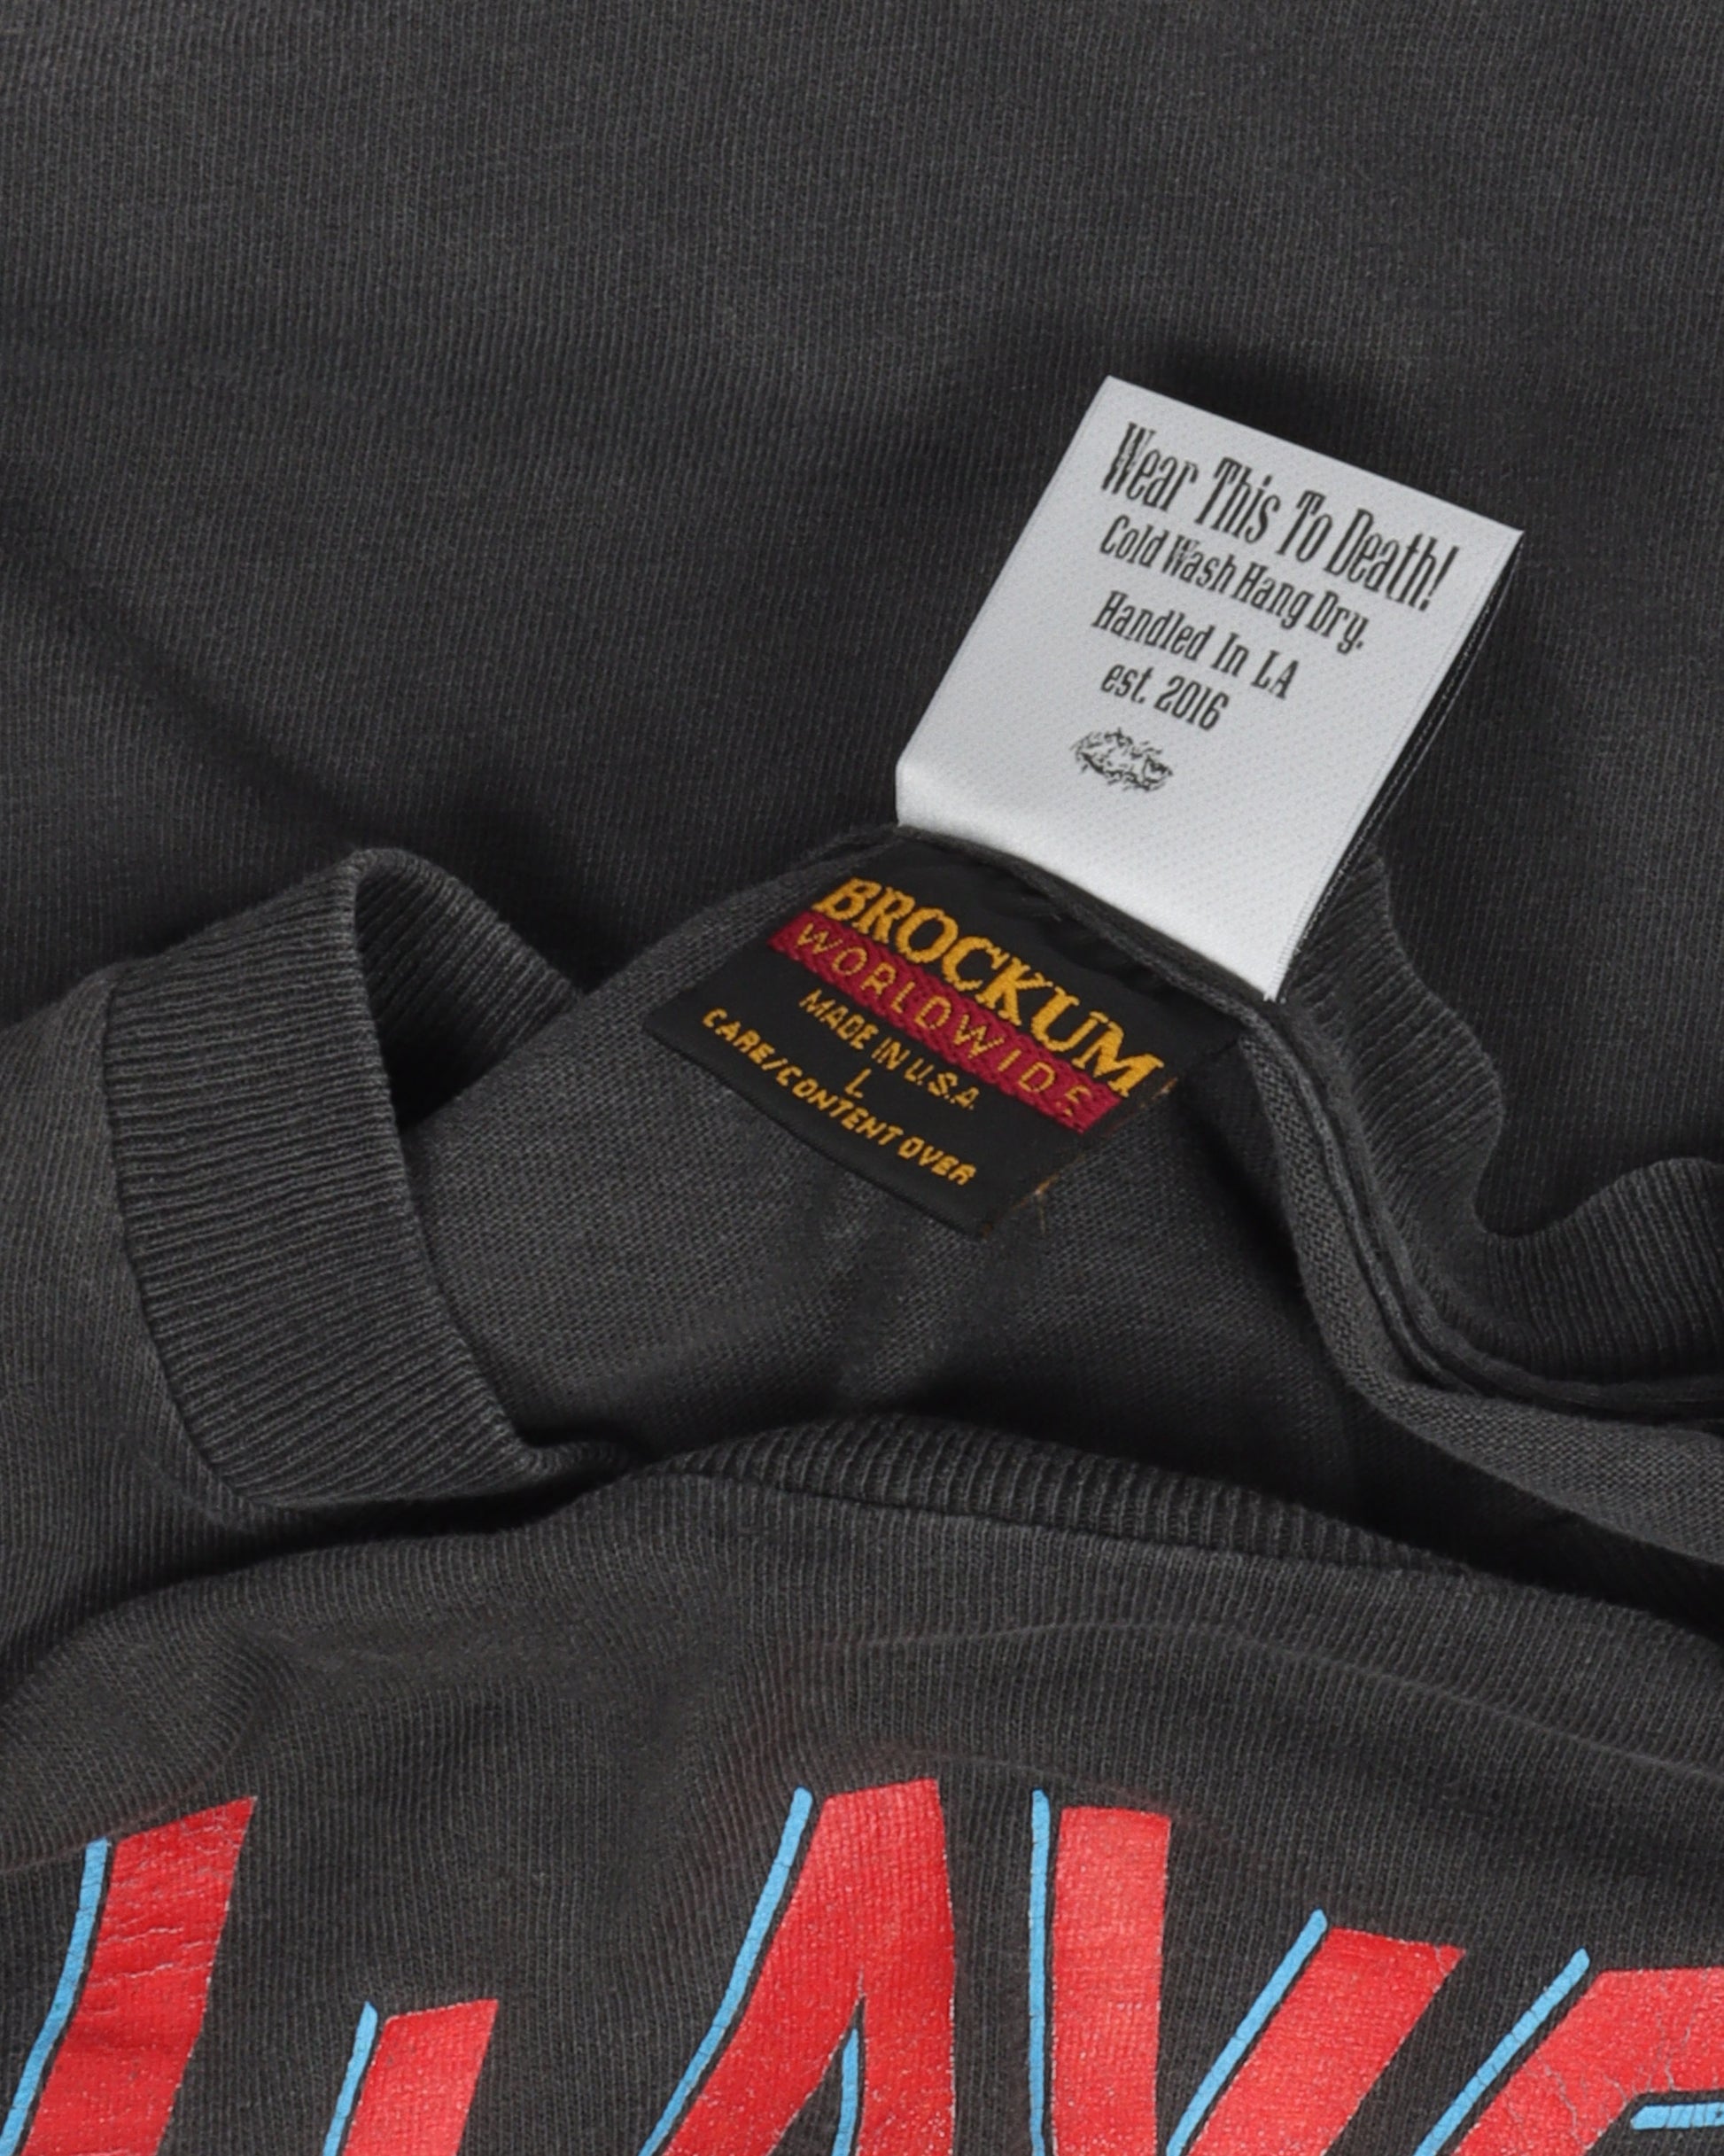 Wear This To Death!
Cold Wash Hang Dry.
Handled In LA
est. 2016
BROCKUM
WORLDWIDE
MADE IN U.S.A.
L
CARE/CONTENT OVER